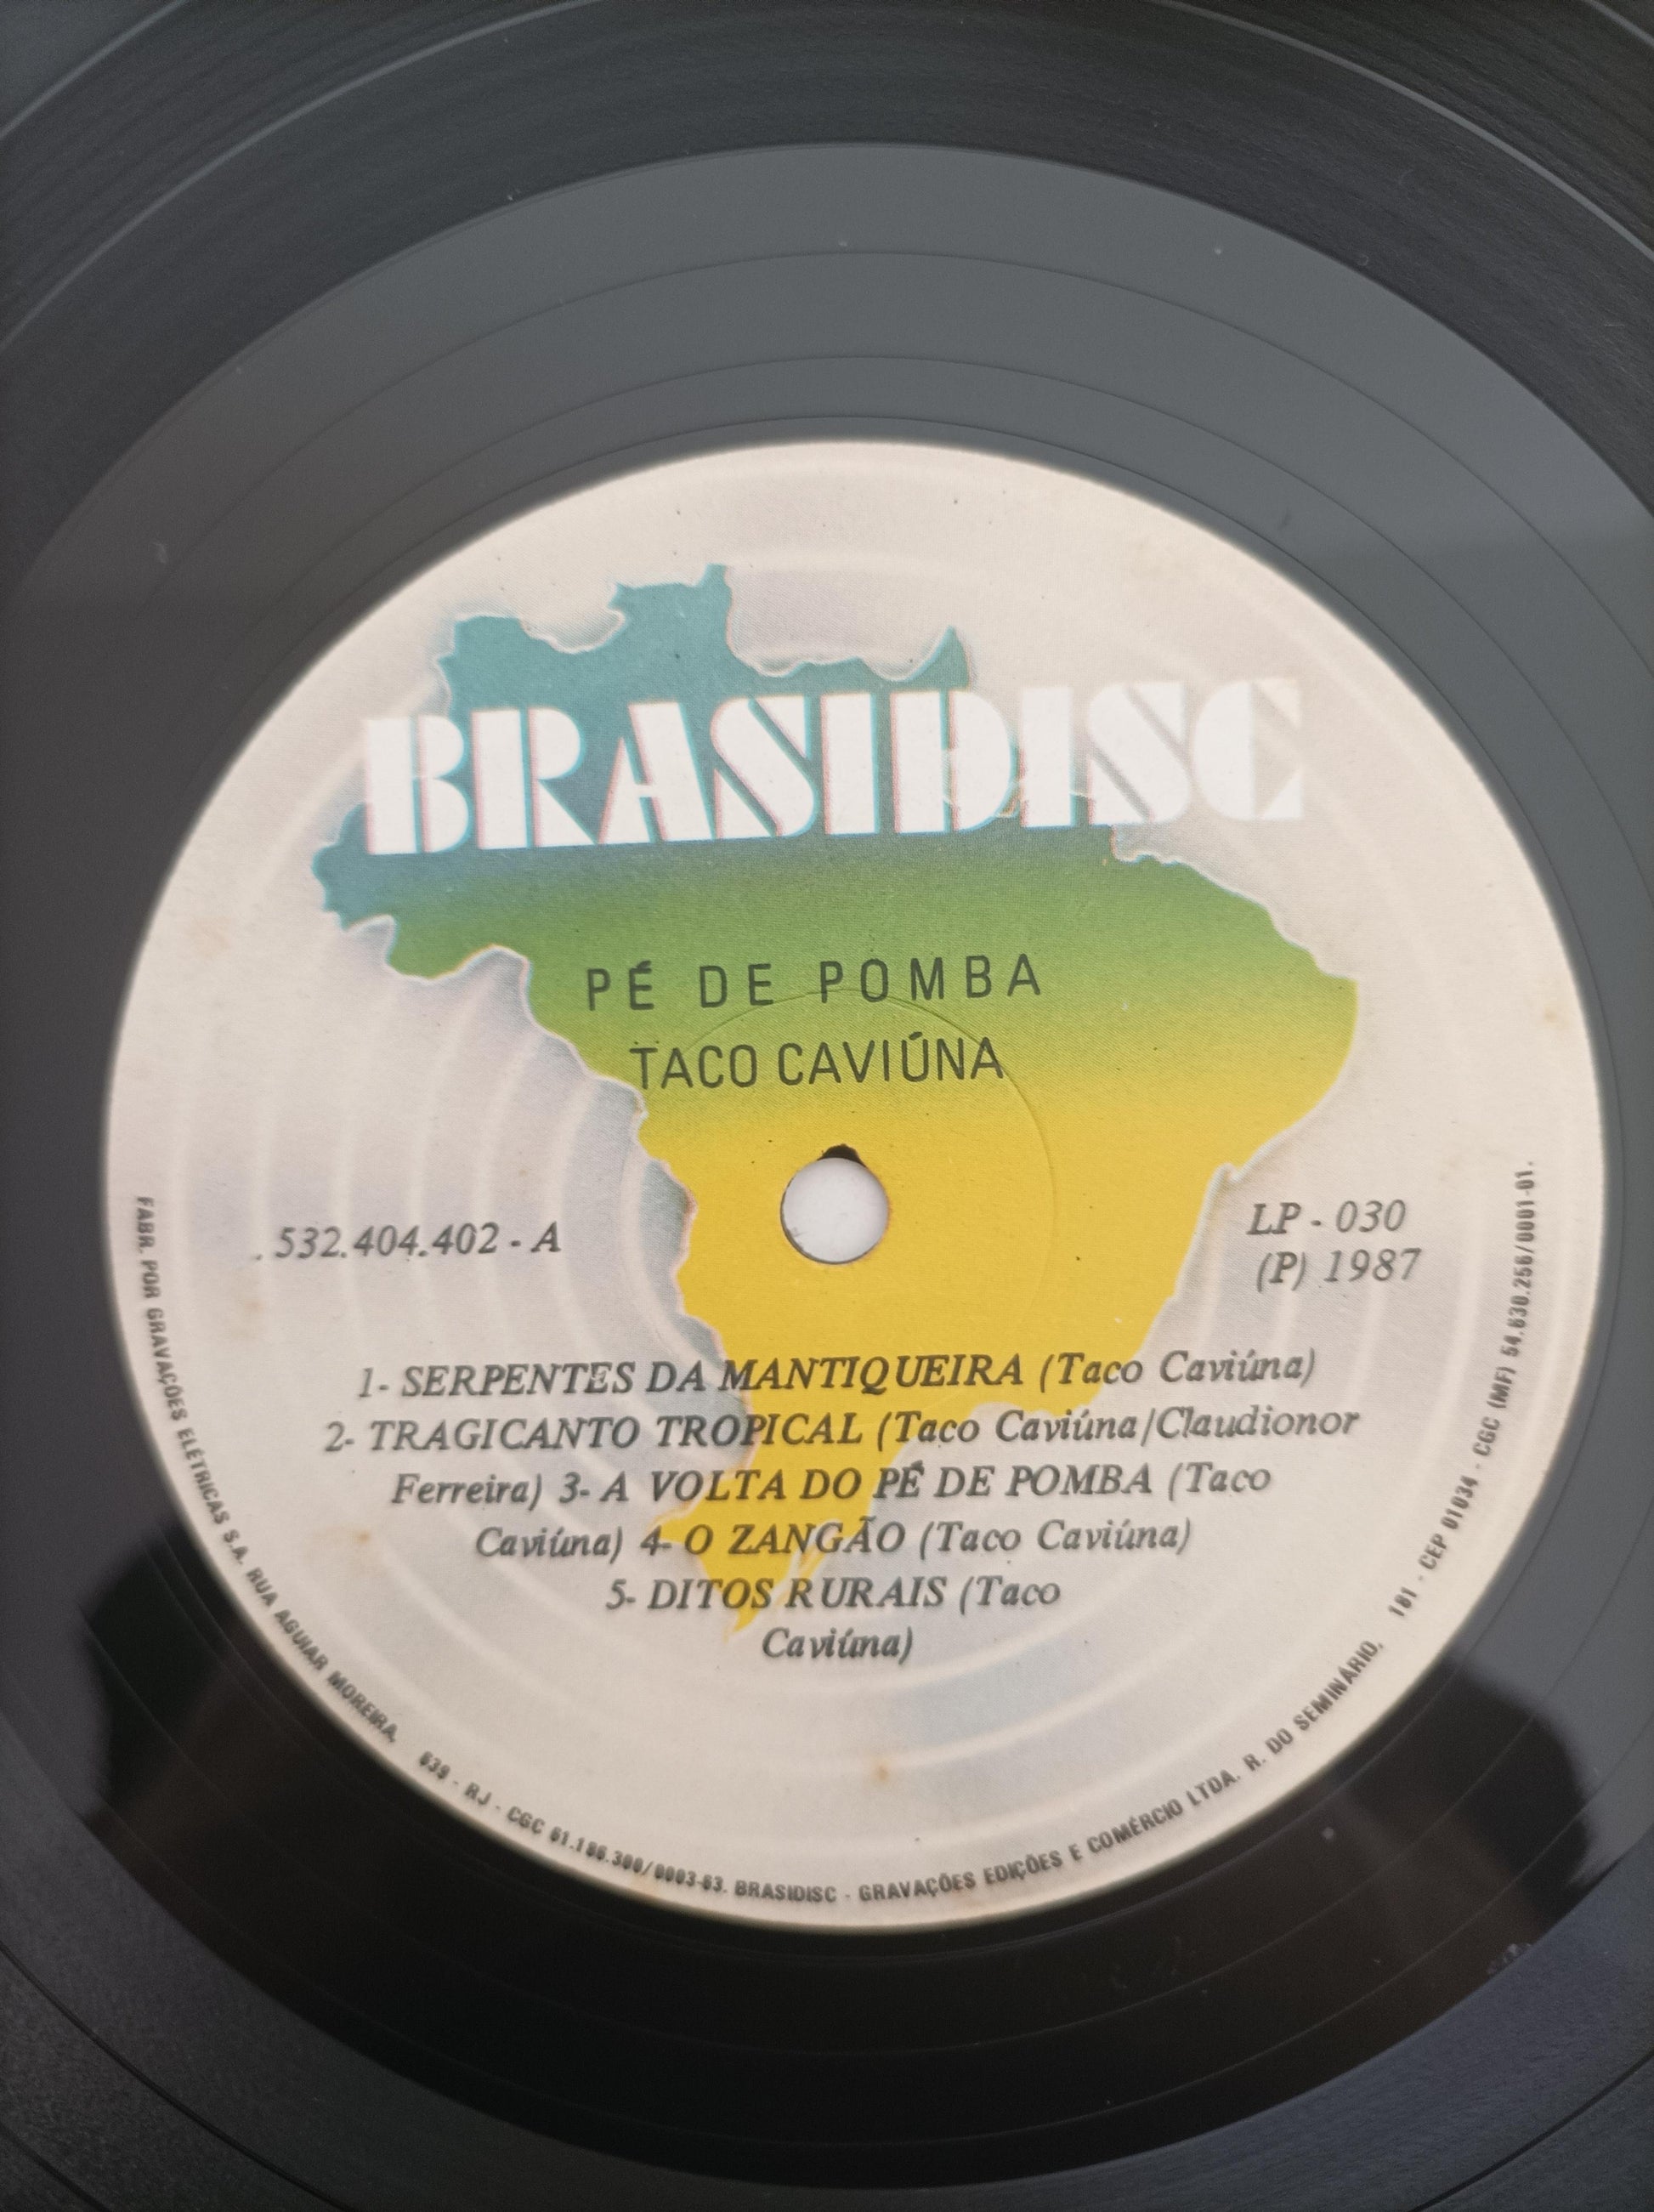 BRASIDISC
PÉ DE POMBA
TACO CAVIÚNA
. 532.404.402 - A
LP - 030
(P) 1987
1- SERPENTES DA MANTIQUEIRA (Taco Caviúna)
2- TRAGICANTO TROPICAL (Taco Caviúna/Claudionor
Ferreira) 3- A VOLTA DO PÉ DE POMBA (Taco
Caviúna) 4- O ZANGÃO (Taco Caviúna)
5- DITOS RURAIS (Taco
Caviúna)
FABR. POR GRAVAÇÕES ELÉTRICAS S.A. RUA AGUIAR MOREIRA, 639 - RJ - CGC 61.186.300/0003-63. BRASIDISC - GRAVAÇÕES EDIÇÕES E COMÉRCIO LTDA. R. DO SEMINÁRIO, 181 - CEP 01034 - CGC (MF) 54.630.256/0001-01.